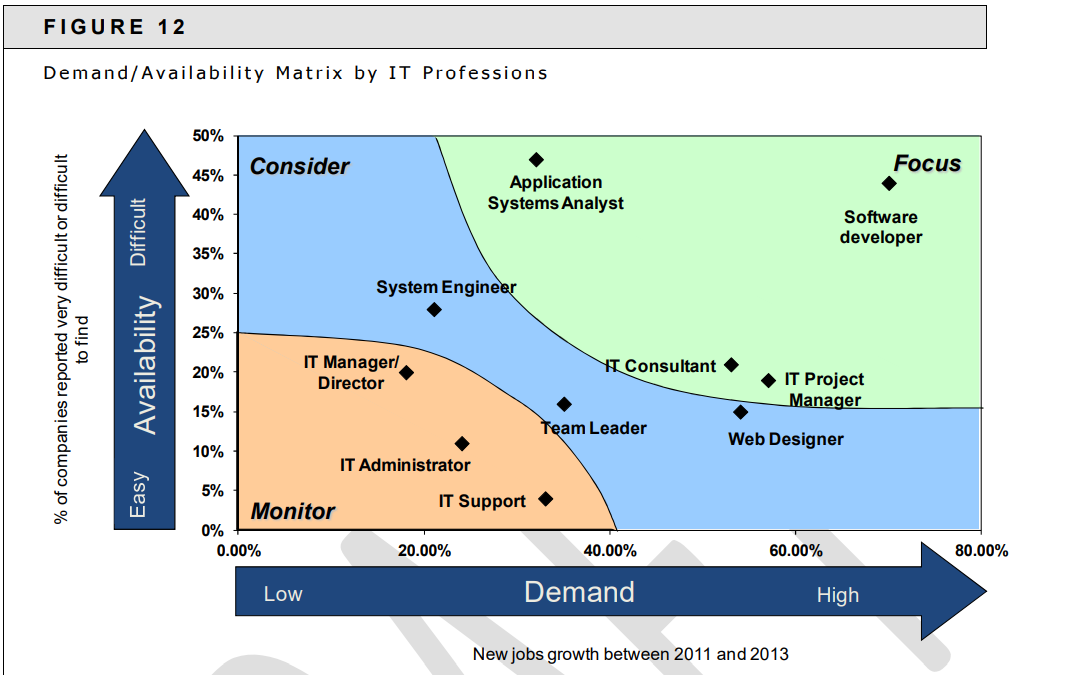 FIGURE 12
Demand/Availability Matrix by IT Professions
% of companies reported very difficult or difficult
to find
Easy Availability Difficult
50%
45%
40%
35%
30%
25%
20%
15%
10%
5%
0%
Consider
Focus
Application
Systems Analyst
Software
developer
System Engineer
IT Manager/
Director
IT Consultant
IT Project
Manager
Team Leader
Web Designer
IT Administrator
IT Support
Monitor
0.00% 20.00% 40.00% 60.00% 80.00%
Low Demand High
New jobs growth between 2011 and 2013